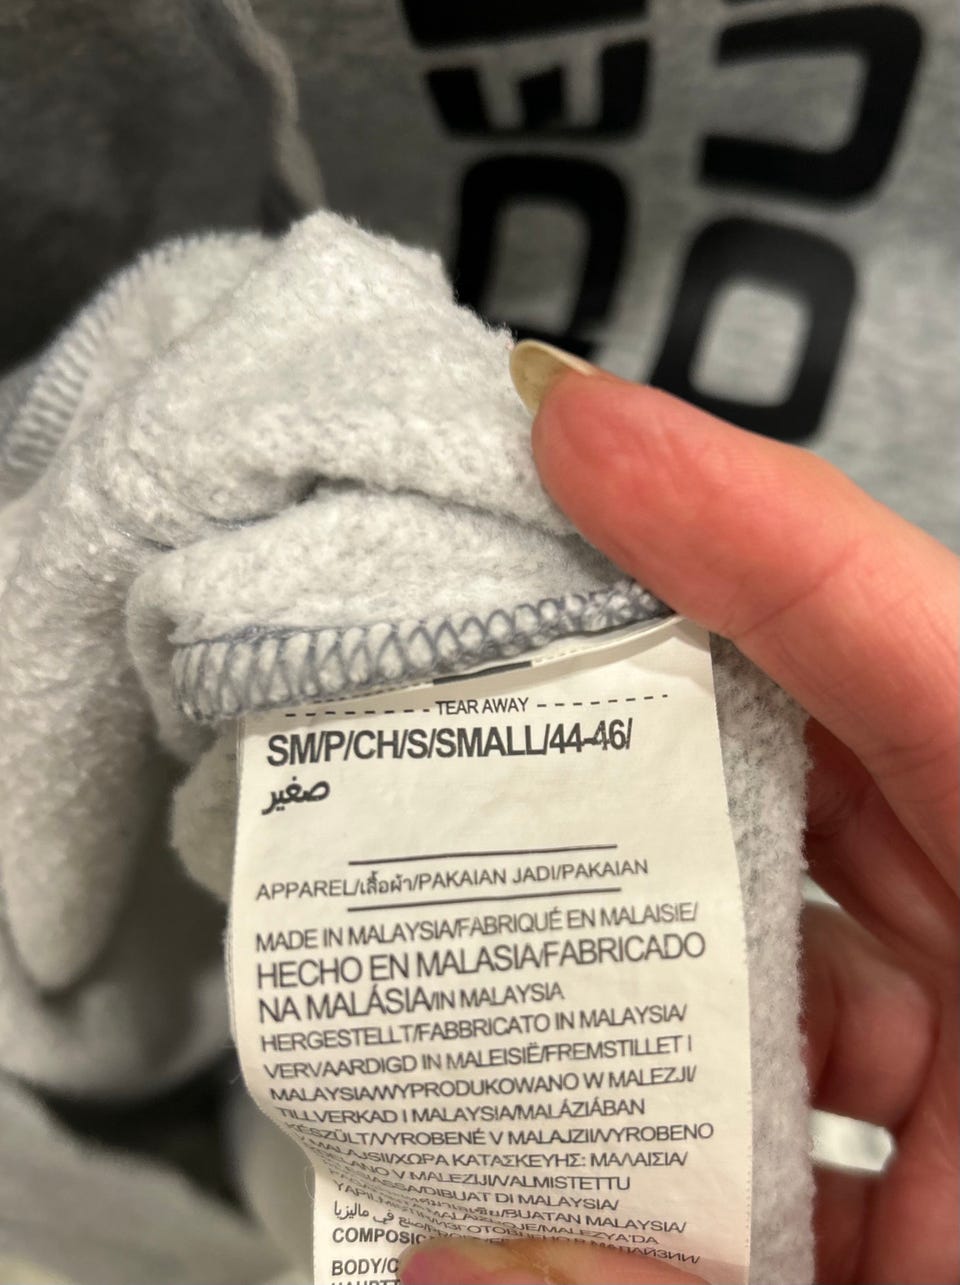 TEAR AWAY
SM/P/CH/S/SMALL/44-46/
صغير
APPAREL/เสื้อผ้า/PAKAIAN JADI/PAKAIAN
MADE IN MALAYSIA/FABRIQUÉ EN MALAISIE/
HECHO EN MALASIA/FABRICADO
NA MALÁSIA/IN MALAYSIA
HERGESTELLT/FABBRICATO IN MALAYSIA/
VERVAARDIGD IN MALEISIË/FREMSTILLET I
MALAYSIA/WYPRODUKOWANO W MALEZJI/
TILLVERKAD I MALAYSIA/MALÁZIÁBAN
KÉSZÜLT/VYROBENÉ V MALAJZII/VYROBENO
V MALAJSII/ΧΩΡΑ ΚΑΤΑΣΚΕΥΗΣ: ΜΑΛΑΙΣΙΑ/
V MALEZIJI/VALMISTETTU
DIBUAT DI MALAYSIA/
BUATAN MALAYSIA/
MALEZYA'DA
صنع في ماليزيا
BODY/C